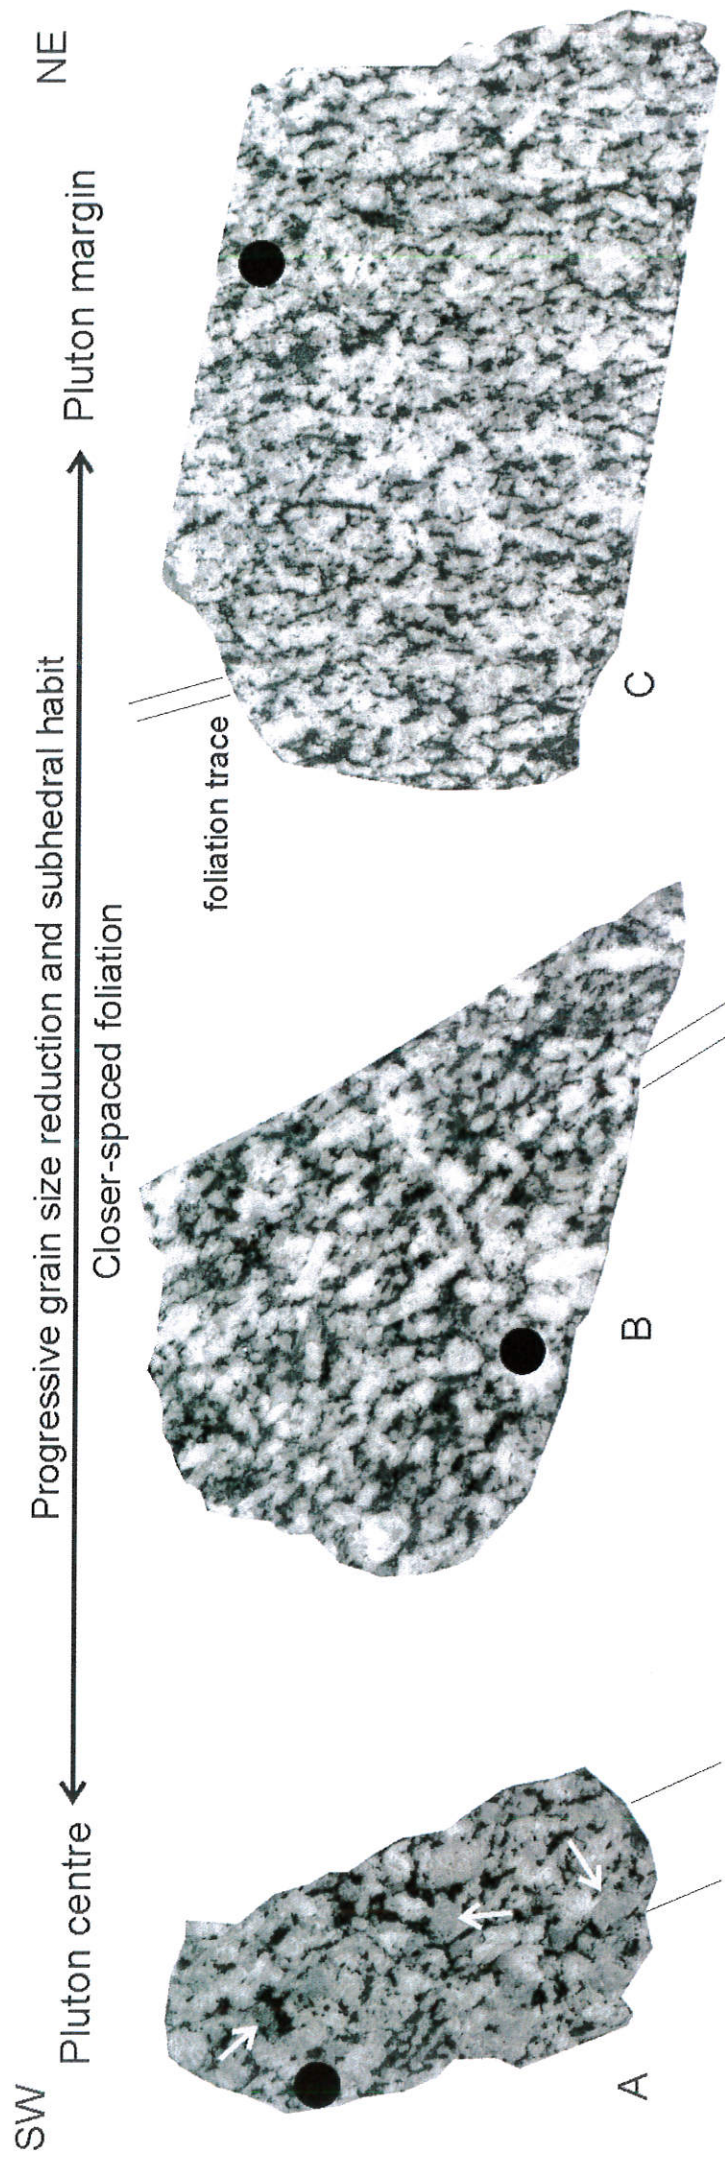 SW
NE
Pluton centre
Progressive grain size reduction and subhedral habit
Pluton margin
Closer-spaced foliation
foliation trace
A
B
C